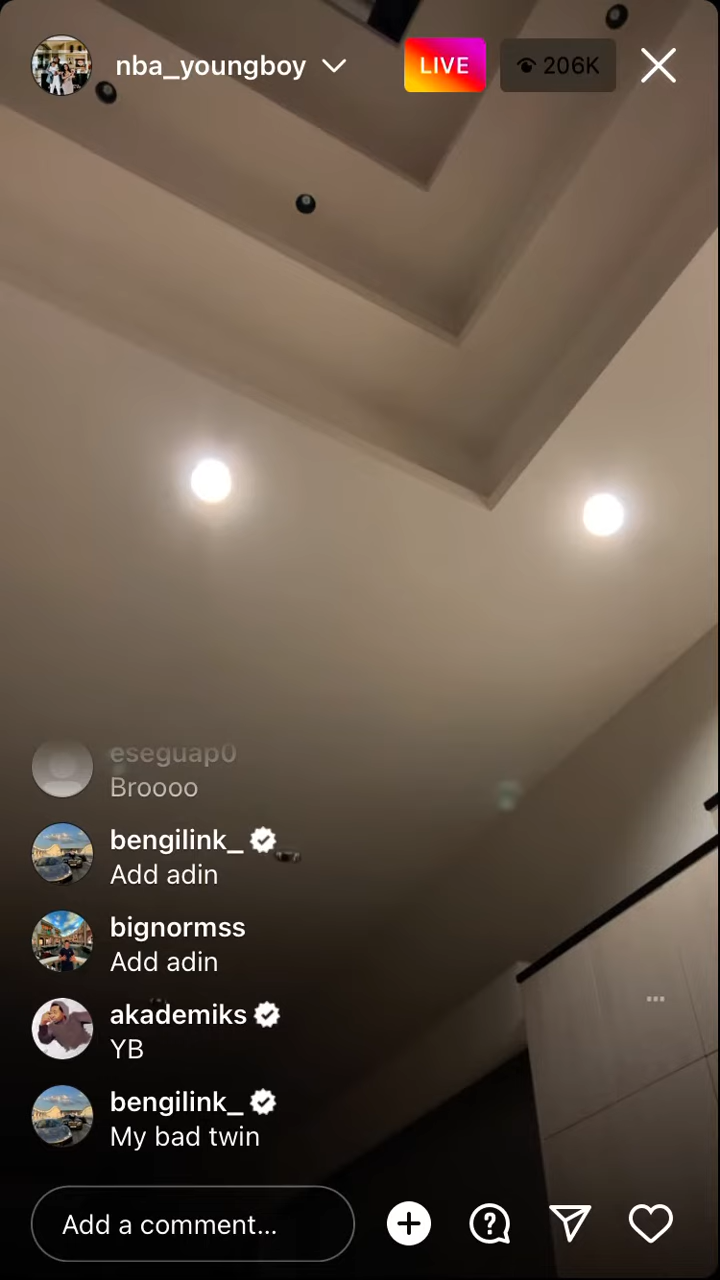 nba_youngboy
LIVE
206K
eseguap0
Broooo
bengilink_
Add adin
bignormss
Add adin
akademiks
YB
bengilink_
My bad twin
Add a comment...